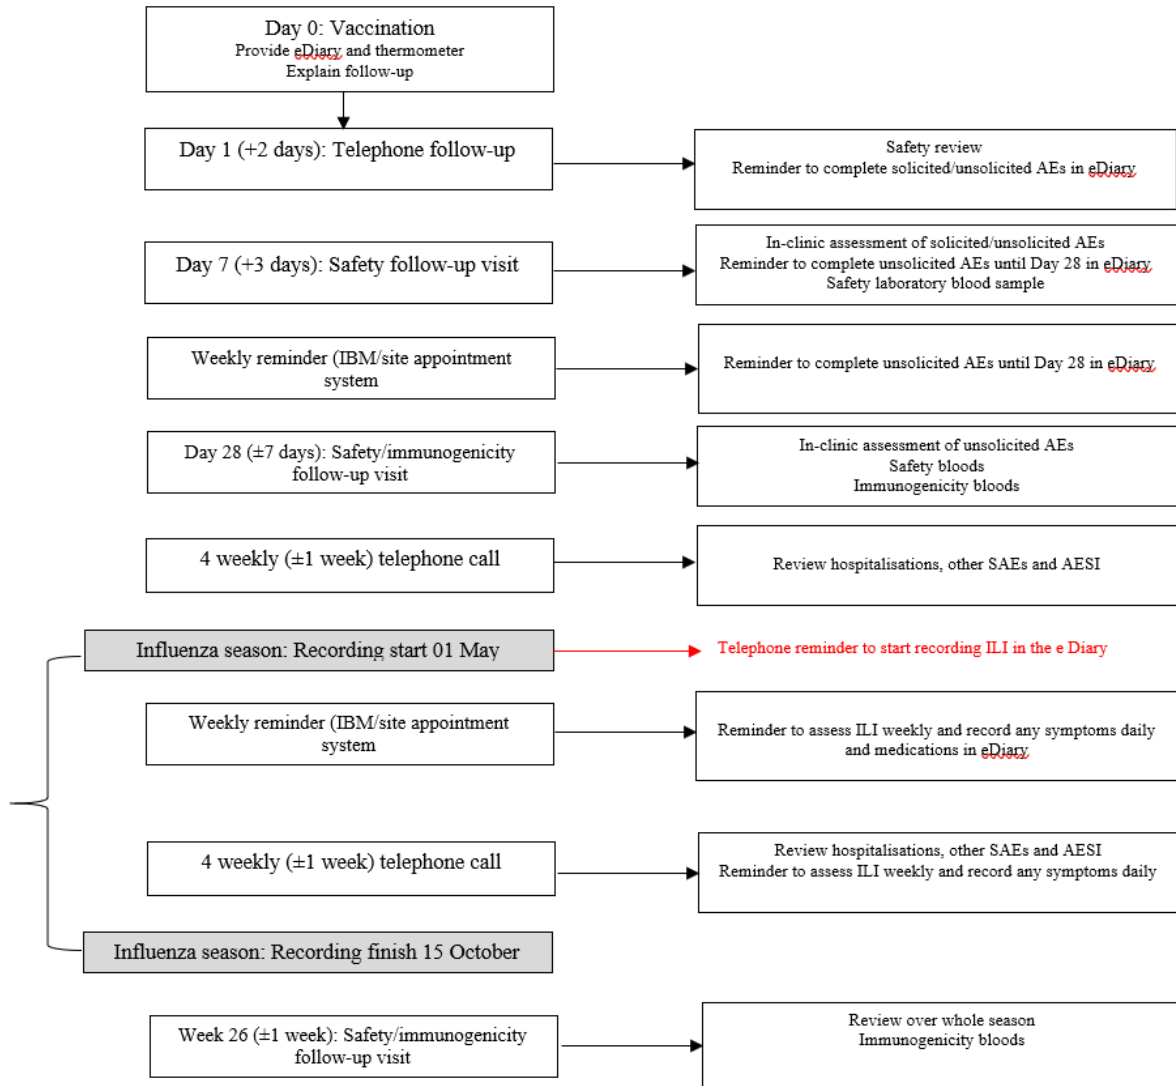 Day 0: Vaccination
Provide eDiary and thermometer
Explain follow-up
Day 1 (+2 days): Telephone follow-up
Safety review
Reminder to complete solicited/unsolicited AEs in eDiary
Day 7 (+3 days): Safety follow-up visit
In-clinic assessment of solicited/unsolicited AEs
Reminder to complete unsolicited AEs until Day 28 in eDiary
Safety laboratory blood sample
Weekly reminder (IBM/site appointment
system
Reminder to complete unsolicited AEs until Day 28 in eDiary
Day 28 (±7 days): Safety/immunogenicity
follow-up visit
In-clinic assessment of unsolicited AEs
Safety bloods
Immunogenicity bloods
4 weekly (±1 week) telephone call
Review hospitalisations, other SAEs and AESI
Influenza season: Recording start 01 May
Telephone reminder to start recording ILI in the e Diary
Weekly reminder (IBM/site appointment
system
Reminder to assess ILI weekly and record any symptoms daily
and medications in eDiary
4 weekly (±1 week) telephone call
Review hospitalisations, other SAEs and AESI
Reminder to assess ILI weekly and record any symptoms daily
Influenza season: Recording finish 15 October
Week 26 (±1 week): Safety/immunogenicity
follow-up visit
Review over whole season
Immunogenicity bloods